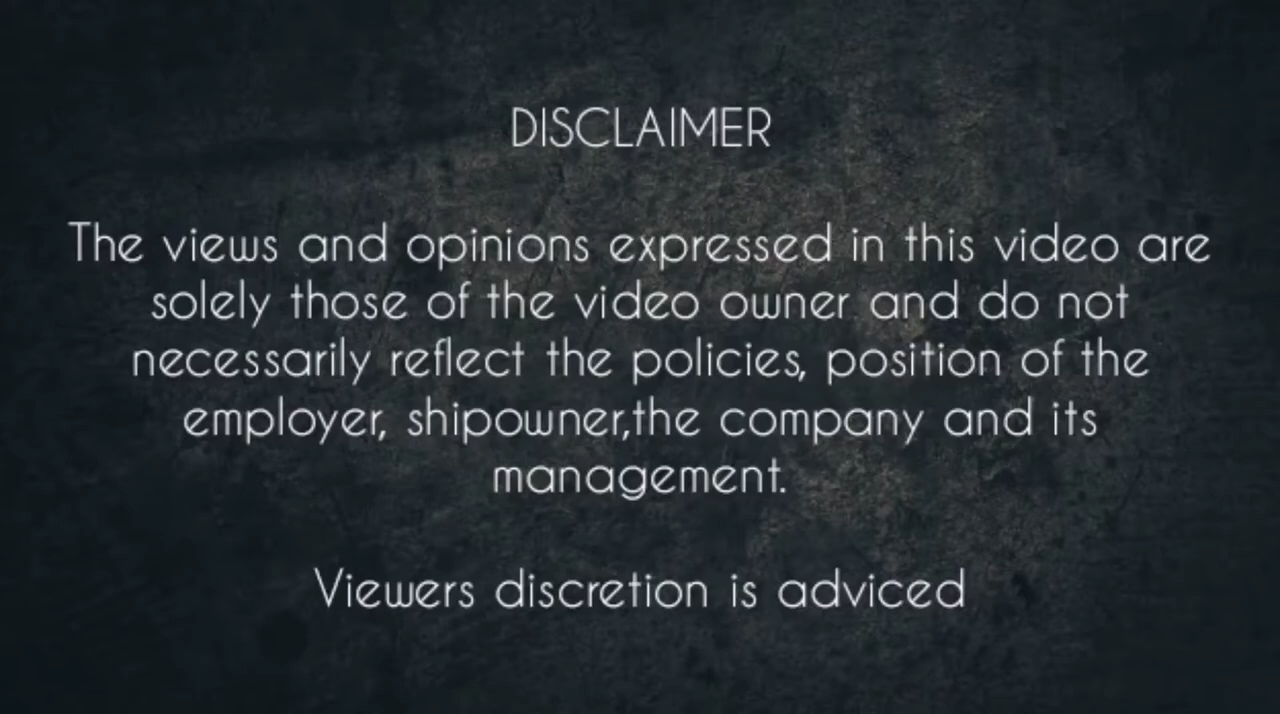 DISCLAIMER
The views and opinions expressed in this video are
solely those of the video owner and do not
necessarily reflect the policies, position of the
employer, shipowner,the company and its
management.
Viewers discretion is adviced